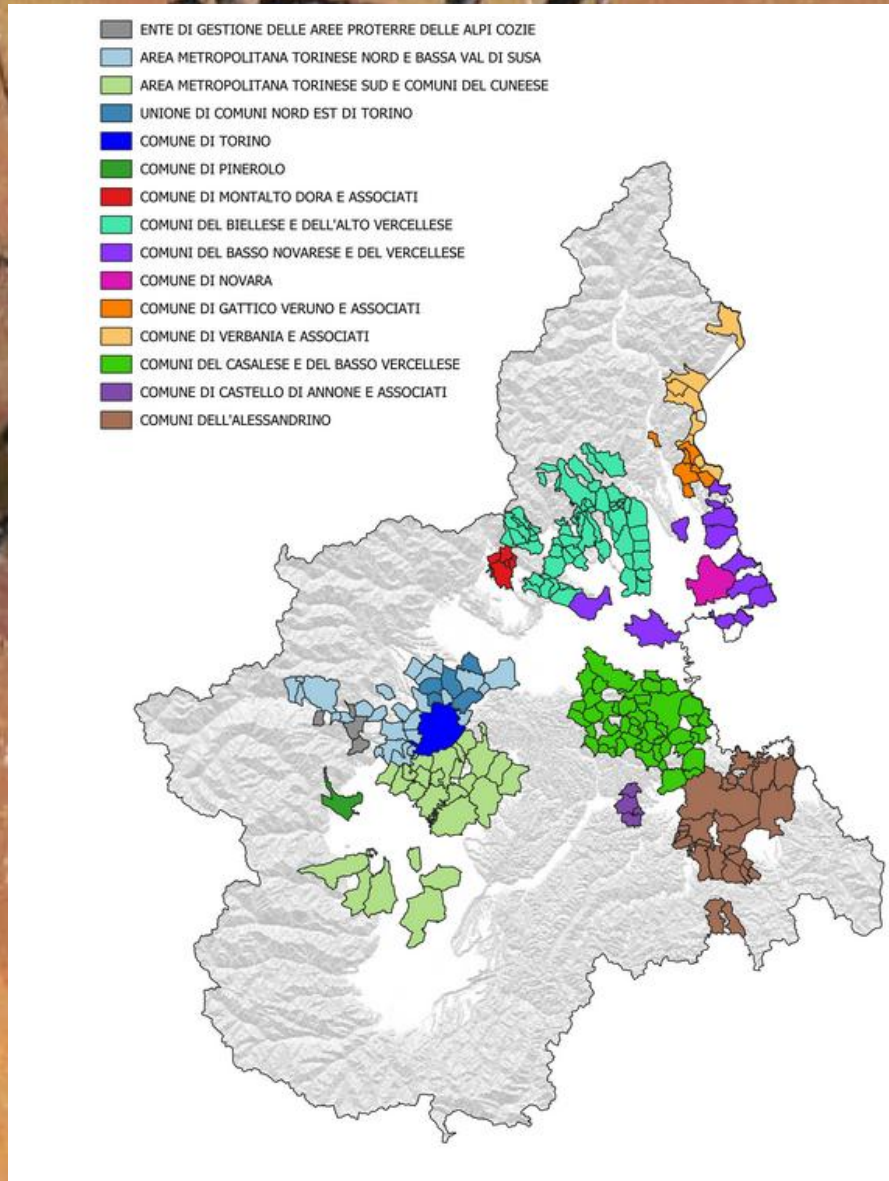 ENTE DI GESTIONE DELLE AREE PROTERRE DELLE ALPI COZIE
AREA METROPOLITANA TORINESE NORD E BASSA VAL DI SUSA
AREA METROPOLITANA TORINESE SUD E COMUNI DEL CUNEESE
UNIONE DI COMUNI NORD EST DI TORINO
COMUNE DI TORINO
COMUNE DI PINEROLO
COMUNE DI MONTALTO DORA E ASSOCIATI
COMUNI DEL BIELLESE E DELL'ALTO VERCELLESE
COMUNI DEL BASSO NOVARESE E DEL VERCELLESE
COMUNE DI NOVARA
COMUNE DI GATTICO VERUNO E ASSOCIATI
COMUNE DI VERBANIA E ASSOCIATI
COMUNI DEL CASALESE E DEL BASSO VERCELLESE
COMUNE DI CASTELLO DI ANNONE E ASSOCIATI
COMUNI DELL'ALESSANDRINO